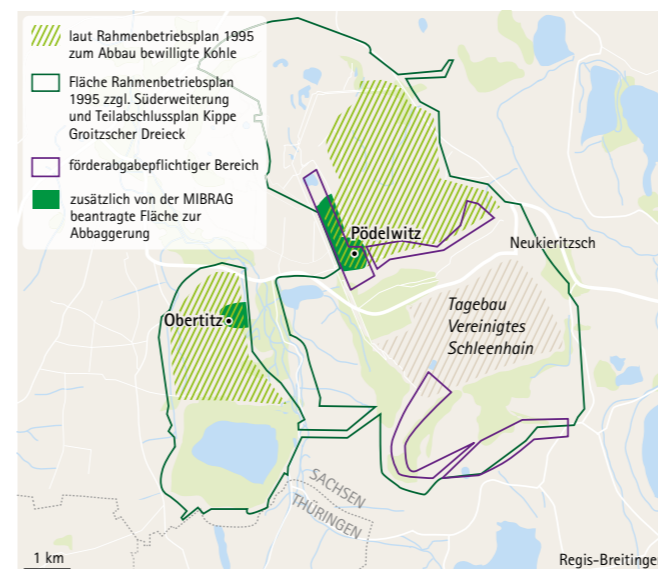 laut Rahmenbetriebsplan 1995
zum Abbau bewilligte Kohle
Fläche Rahmenbetriebsplan
1995 zzgl. Süderweiterung
und Teilabschlussplan Kippe
Groitzscher Dreieck
förderabgabepflichtiger Bereich
zusätzlich von der MIBRAG
beantragte Fläche zur
Abbaggerung
Pödelwitz
Neukieritzsch
Obertitz
Tagebau
Vereinigtes
Schleenhain
SACHSEN
THÜRINGEN
1 km
Regis-Breitingen